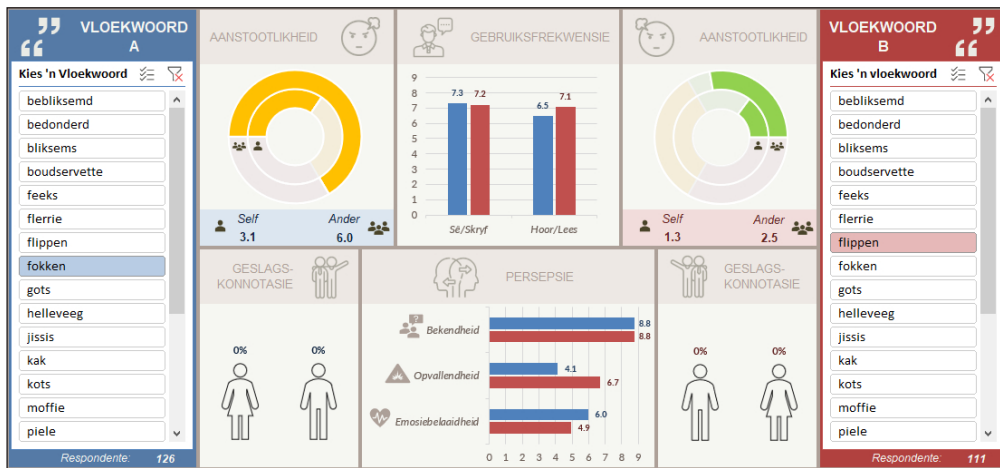 VLOEKWOORD
A
Kies 'n Vloekwoord
bebliksemd
bedonderd
bliksems
boudservette
feeks
flerrie
flippen
fokken
gots
helleveeg
jissis
kak
kots
moffie
piele
Respondente: 126
AANSTOOTLIKHEID
Self Ander
3.1 6.0
GEBRUIKSFREKWENSIE
9
8
7
6
5
4
3
2
1
0
7.3 7.2 6.5 7.1
Sê/Skryf Hoor/Lees
AANSTOOTLIKHEID
Self Ander
1.3 2.5
GESLAGS-
KONNOTASIE
0% 0%
PERSEPSIE
?
Bekendheid 8.8
8.8
Opvallendheid 4.1
6.7
Emosiebelaaidheid 6.0
4.9
0 1 2 3 4 5 6 7 8 9
GESLAGS-
KONNOTASIE
0% 0%
VLOEKWOORD
B
Kies 'n vloekwoord
bebliksemd
bedonderd
bliksems
boudservette
feeks
flerrie
flippen
fokken
gots
helleveeg
jissis
kak
kots
moffie
piele
Respondente: 111